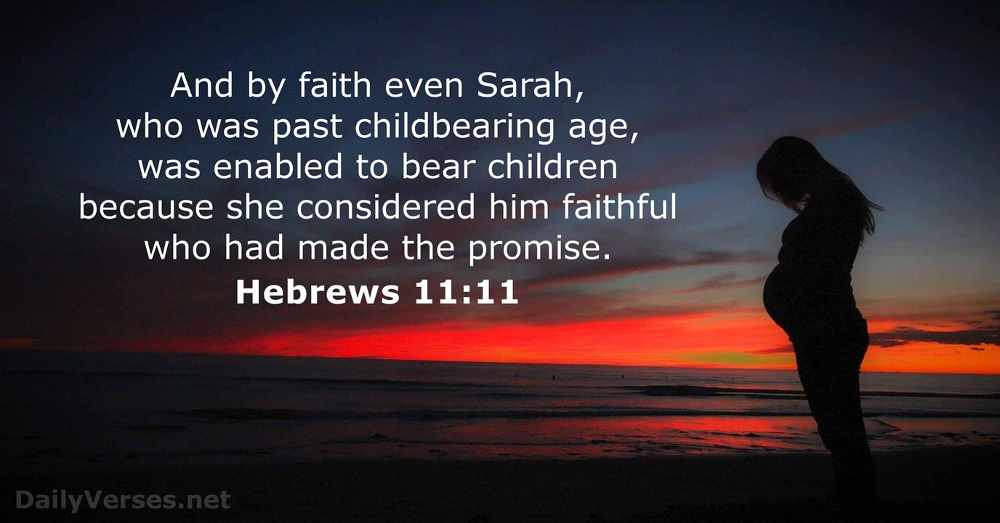 And by faith even Sarah,
who was past childbearing age,
was enabled to bear children
because she considered him faithful
who had made the promise.
Hebrews 11:11
DailyVerses.net